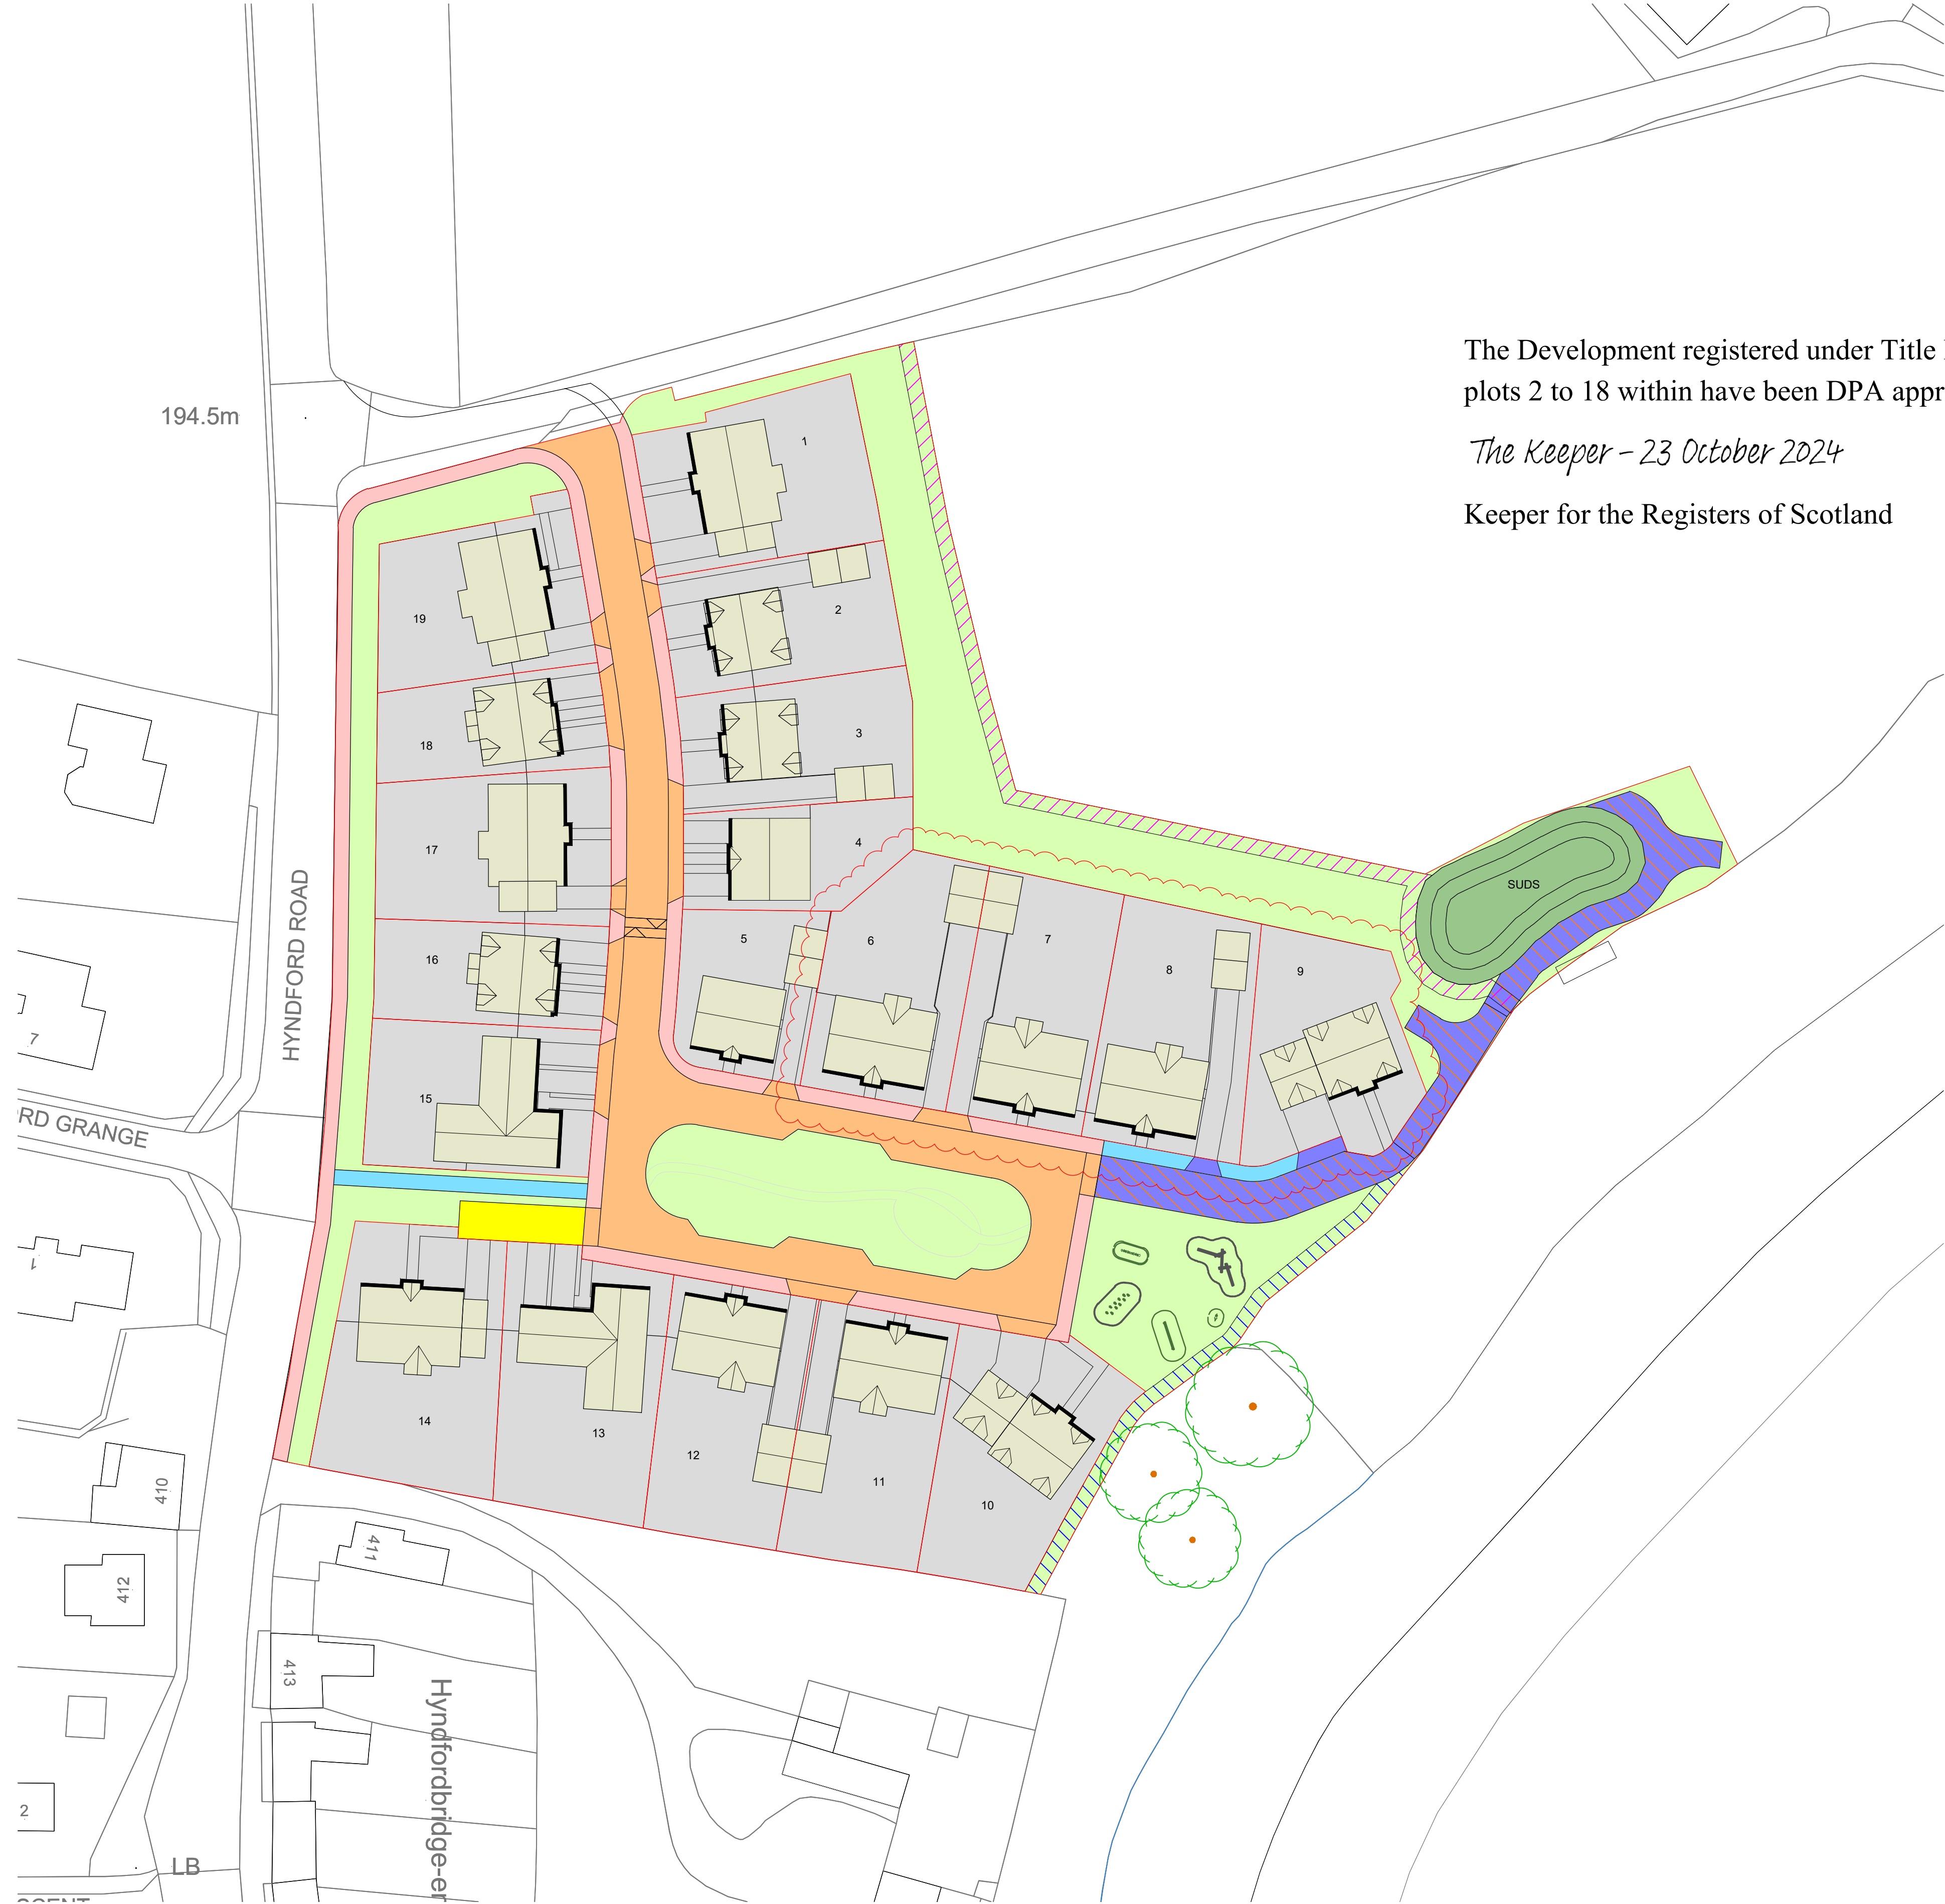 The Development registered under Title
plots 2 to 18 within have been DPA appr
The Keeper – 23 October 2024
Keeper for the Registers of Scotland
194.5m
1
2
19
3
18
4
17
SUDS
HYNDFORD ROAD
5
6
7
8
9
16
7
15
RD GRANGE
1
14
13
12
11
10
410
411
412
413
Hyndfordbridge-en
2
LB
SCENT